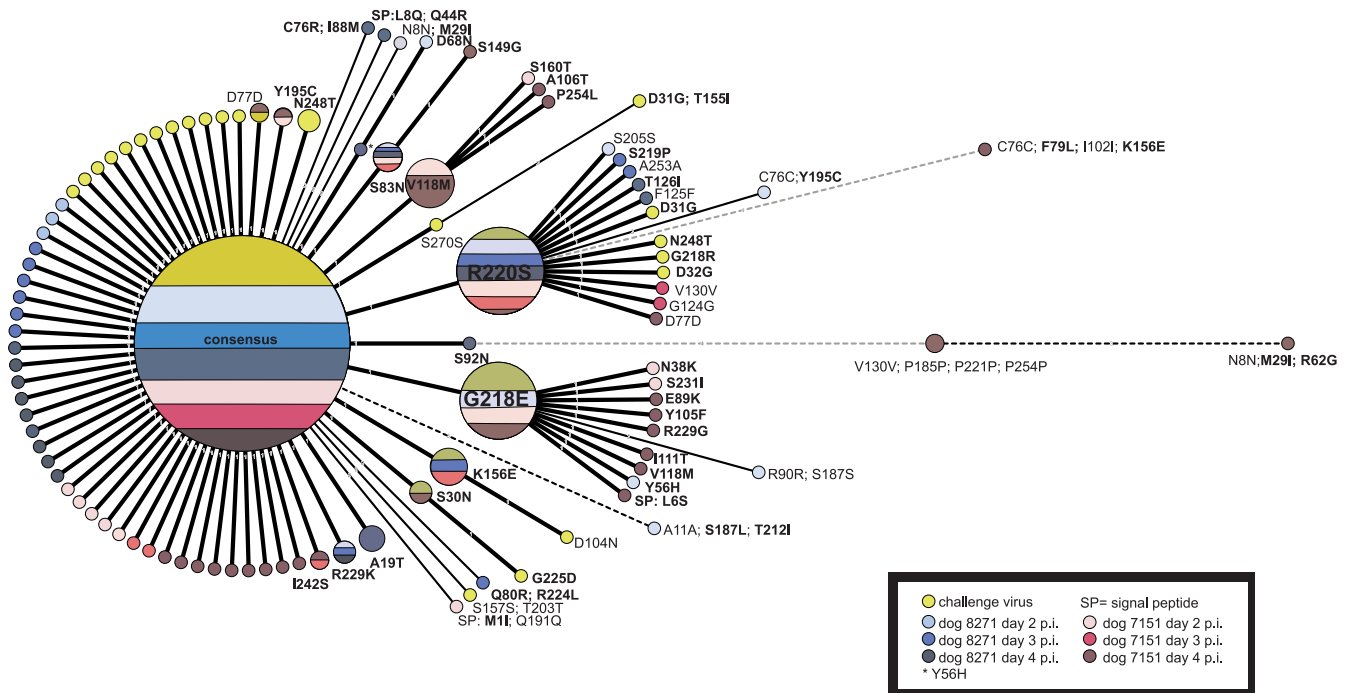 SP:L8Q; Q44R
C76R; I88M
N8N; M29I
D68N
S149G
S160T
A106T
P254L
D31G; T155I
D77D
Y195C
N248T
*
S83N
V118M
S270S
S205S
S219P
A253A
T126I
F125F
D31G
C76C;Y195C
C76C; F79L; I102I; K156E
R220S
N248T
G218R
D32G
V130V
G124G
D77D
consensus
S92N
V130V; P185P; P221P; P254P
N8N;M29I; R62G
G218E
N38K
S231I
E89K
Y105F
R229G
I111T
V118M
Y56H
SP: L6S
R90R; S187S
K156E
S30N
A11A; S187L; T212I
D104N
A19T
R229K
I242S
G225D
Q80R; R224L
S157S; T203T
SP: M1I; Q191Q
challenge virus SP= signal peptide
dog 8271 day 2 p.i. dog 7151 day 2 p.i.
dog 8271 day 3 p.i. dog 7151 day 3 p.i.
dog 8271 day 4 p.i. dog 7151 day 4 p.i.
* Y56H